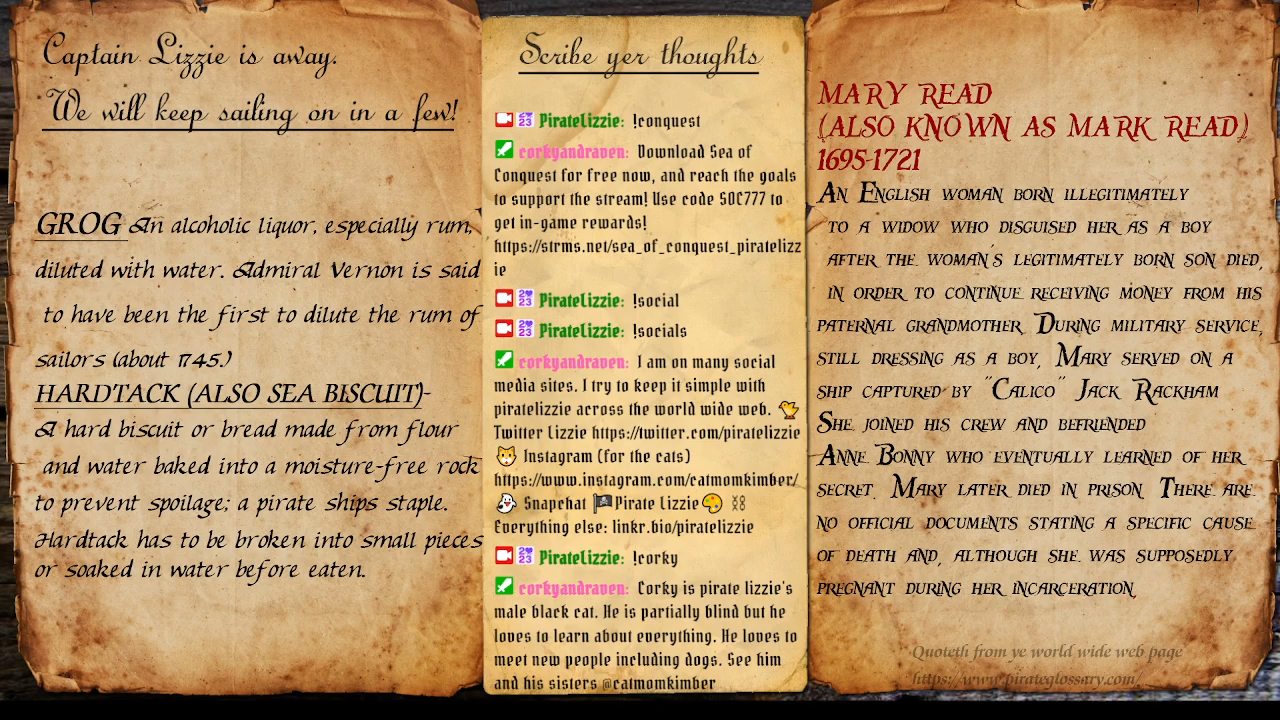 Captain Lizzie is away.
We will keep sailing on in a few!
GROG An alcoholic liquor, especially rum,
diluted with water. Admiral Vernon is said
to have been the first to dilute the rum of
sailors (about 1745.)
HARDTACK (ALSO SEA BISCUIT)-
A hard biscuit or bread made from flour
and water baked into a moisture-free rock
to prevent spoilage; a pirate ships staple.
Hardtack has to be broken into small pieces
or soaked in water before eaten.
Scribe yer thoughts
PirateLizzie: !conquest
corkyandraven: Download Sea of
Conquest for free now, and reach the goals
to support the stream! Use code SOC777 to
get in-game rewards!
https://strms.net/sea_of_conquest_pirateliz​z
ie
PirateLizzie: !social
PirateLizzie: !socials
corkyandraven: I am on many social
media sites. I try to keep it simple with
piratelizzie across the world wide web. 🐤
Twitter Lizzie https://twitter.com/piratelizzie
🐱 Instagram (for the cats)
https://www.instagram.com/catmomkimber/
👻 Snapchat 🏴‍☠️Pirate Lizzie🎨 ⛓
Everything else: linkr.bio/piratelizzie
PirateLizzie: !corky
corkyandraven: Corky is pirate lizzie's
male black cat. He is partially blind but he
loves to learn about everything. He loves to
meet new people including dogs. See him
and his sisters @catmomkimber
MARY READ
(ALSO KNOWN AS MARK READ)
1695-1721
An English woman born illegitimately
to a widow who disguised her as a boy
after the woman's legitimately born son died,
in order to continue receiving money from his
paternal grandmother. During military service,
still dressing as a boy, Mary served on a
ship captured by "Calico" Jack Rackham
She joined his crew and befriended
Anne Bonny who eventually learned of her
secret. Mary later died in prison. There are
no official documents stating a specific cause
of death and, although she was supposedly
pregnant during her incarceration.
Quoteth from ye world wide web page
https://www.pirateglossary.com/